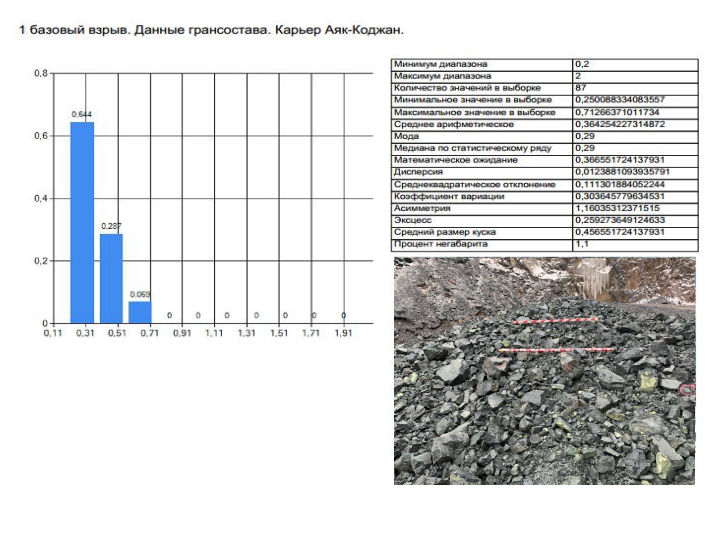 1 базовый взрыв. Данные грансостава. Карьер Аяк-Коджан.
0,8
0,6
0,4
0,2
0
0,644
0,287
0,069
0 0 0 0 0 0 0
0,11 0,31 0,51 0,71 0,91 1,11 1,31 1,51 1,71 1,91
Минимум диапазона 0,2
Максимум диапазона 2
Количество значений в выборке 87
Минимальное значение в выборке 0,250088334083557
Максимальное значение в выборке 0,71266371011734
Среднее арифметическое 0,364254227314872
Мода 0,29
Медиана по статистическому ряду 0,29
Математическое ожидание 0,366551724137931
Дисперсия 0,0123881093935791
Среднеквадратическое отклонение 0,111301884052244
Коэффициент вариации 0,303645779634531
Асимметрия 1,16035312371515
Эксцесс 0,259273649124633
Средний размер куска 0,456551724137931
Процент негабарита 1,1